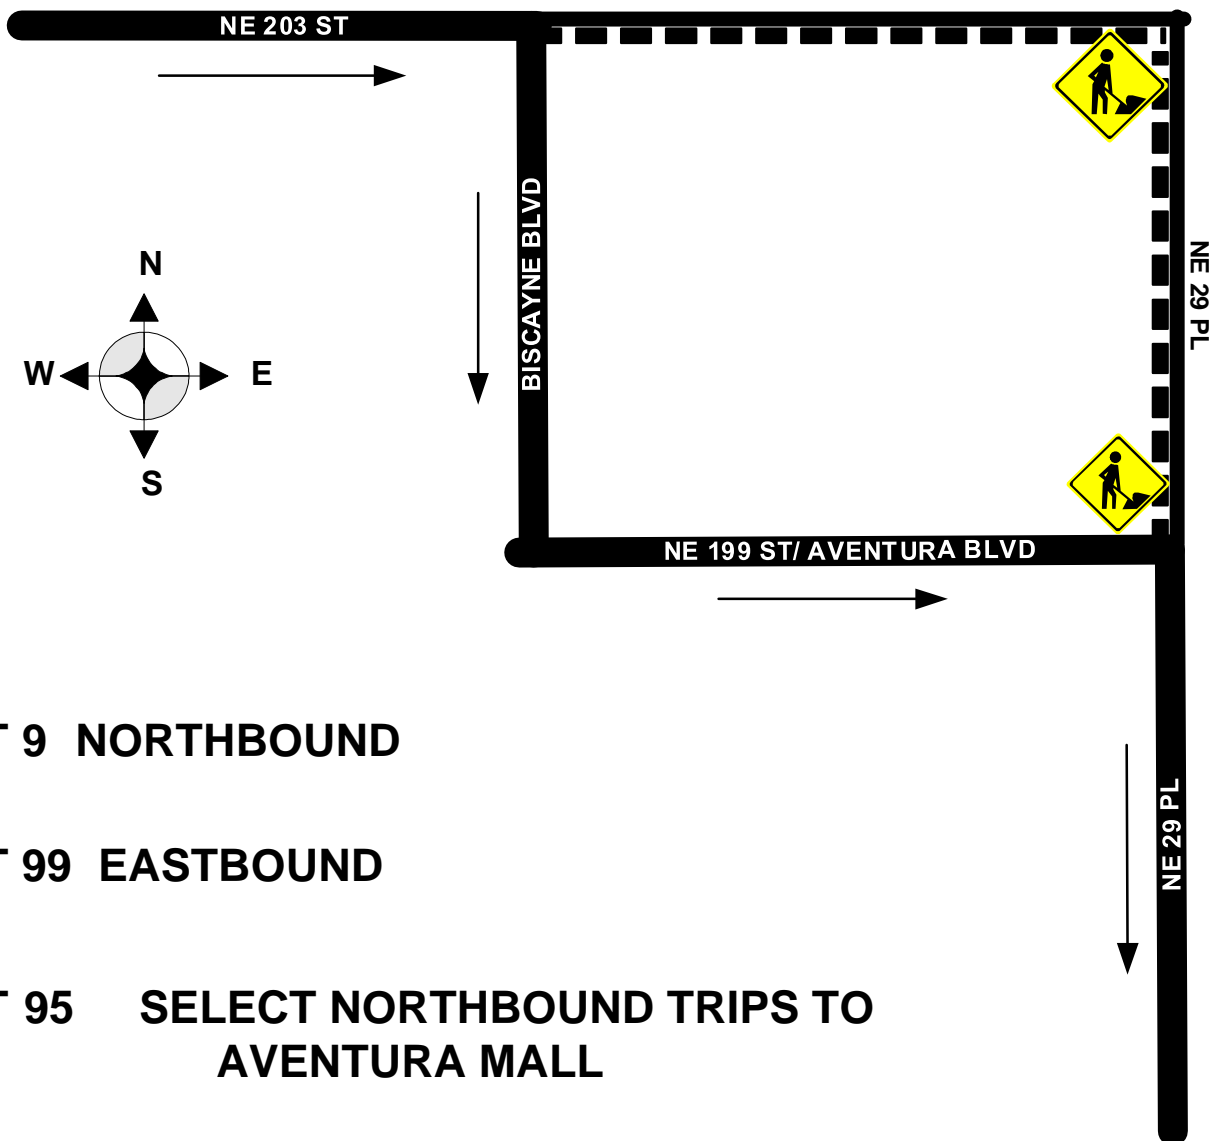 NE 203 ST
BISCAYNE BLVD
NE 29 PL
N
W E
S
NE 199 ST/ AVENTURA BLVD
T 9 NORTHBOUND
NE 29 PL
T 99 EASTBOUND
T 95 SELECT NORTHBOUND TRIPS TO
AVENTURA MALL